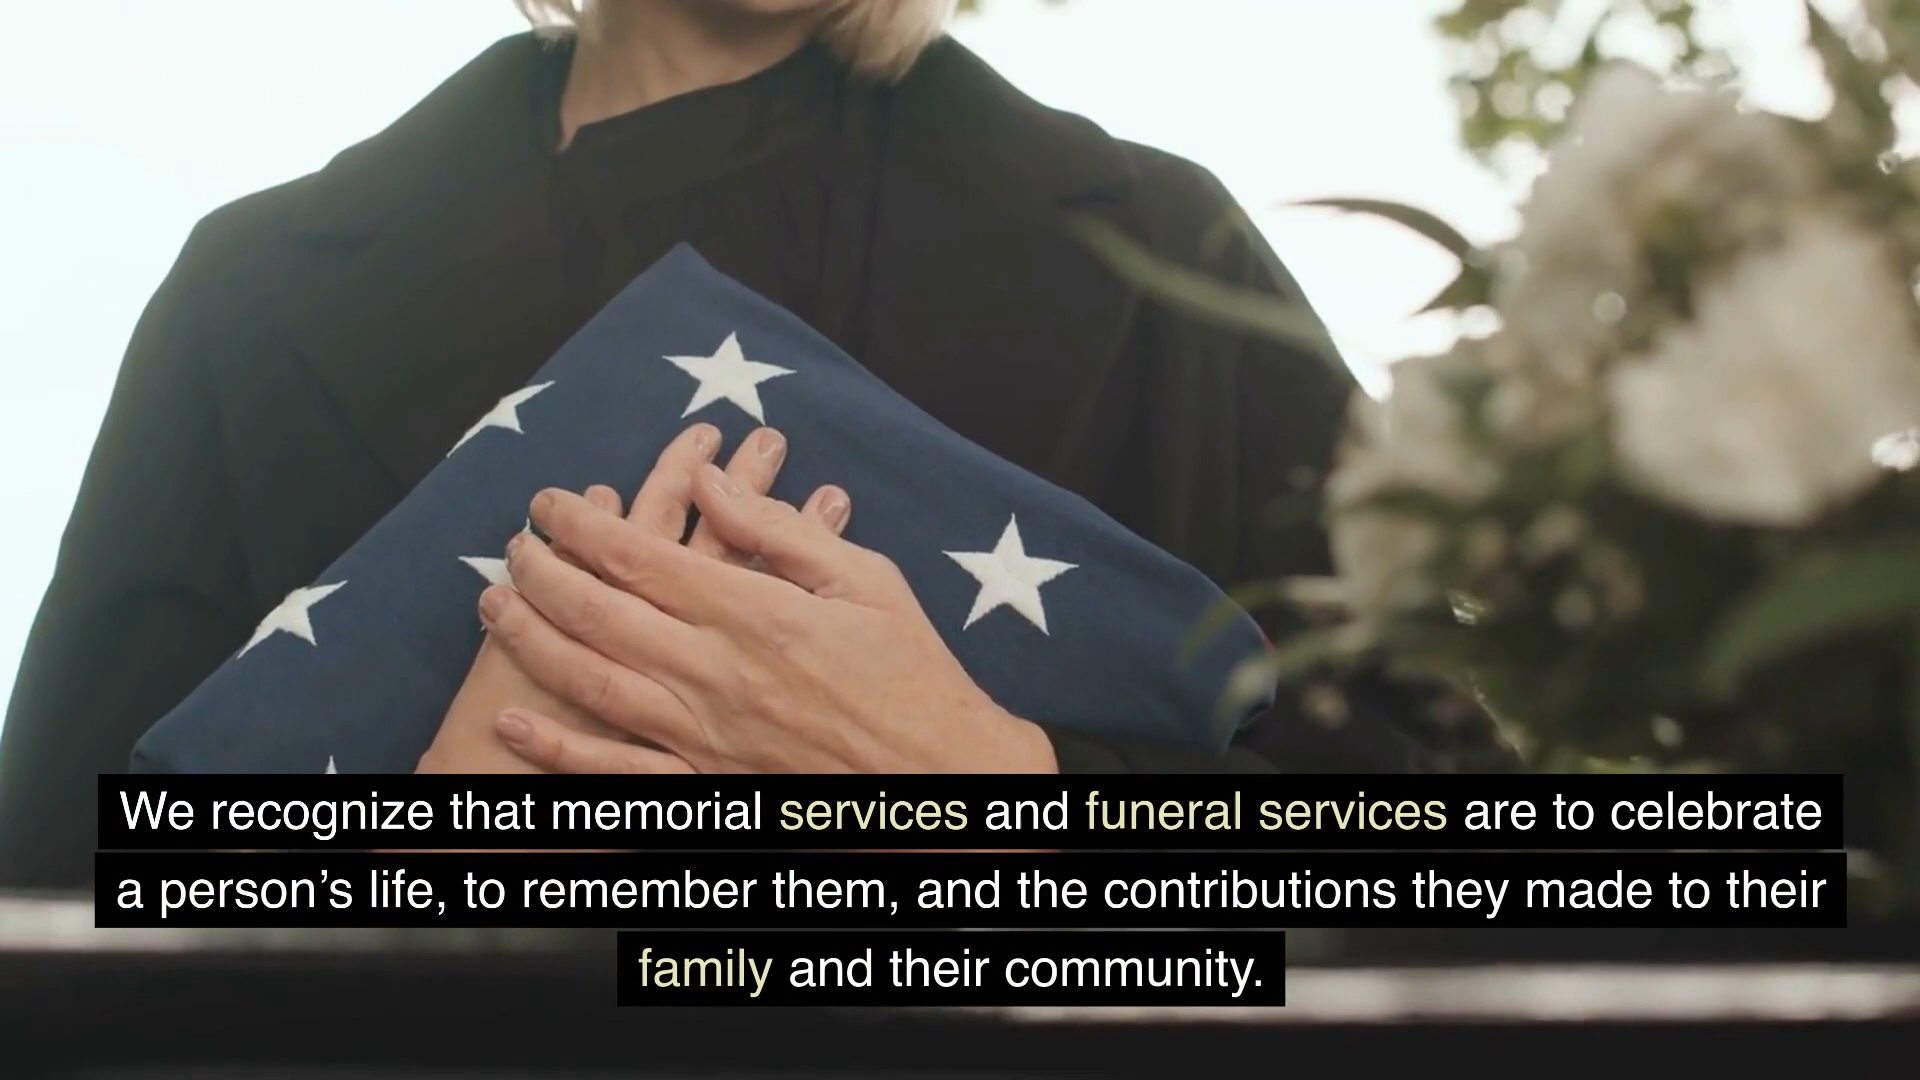 We recognize that memorial services and funeral services are to celebrate
a person’s life, to remember them, and the contributions they made to their
family and their community.